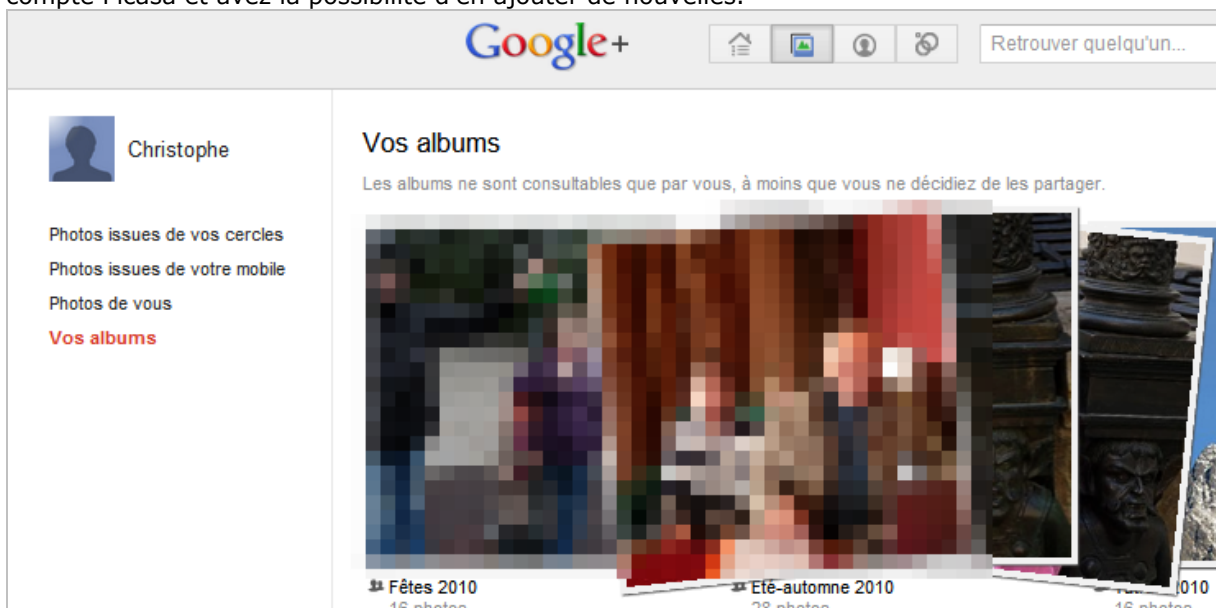 compte Picasa et avez la possibilité d'en ajouter de nouvelles.
Google+
Retrouver quelqu'un...
Christophe
Vos albums
Les albums ne sont consultables que par vous, à moins que vous ne décidiez de les partager.
Photos issues de vos cercles
Photos issues de votre mobile
Photos de vous
Vos albums
Fêtes 2010
16 photos
Eté-automne 2010
28 photos
2010
16 photos